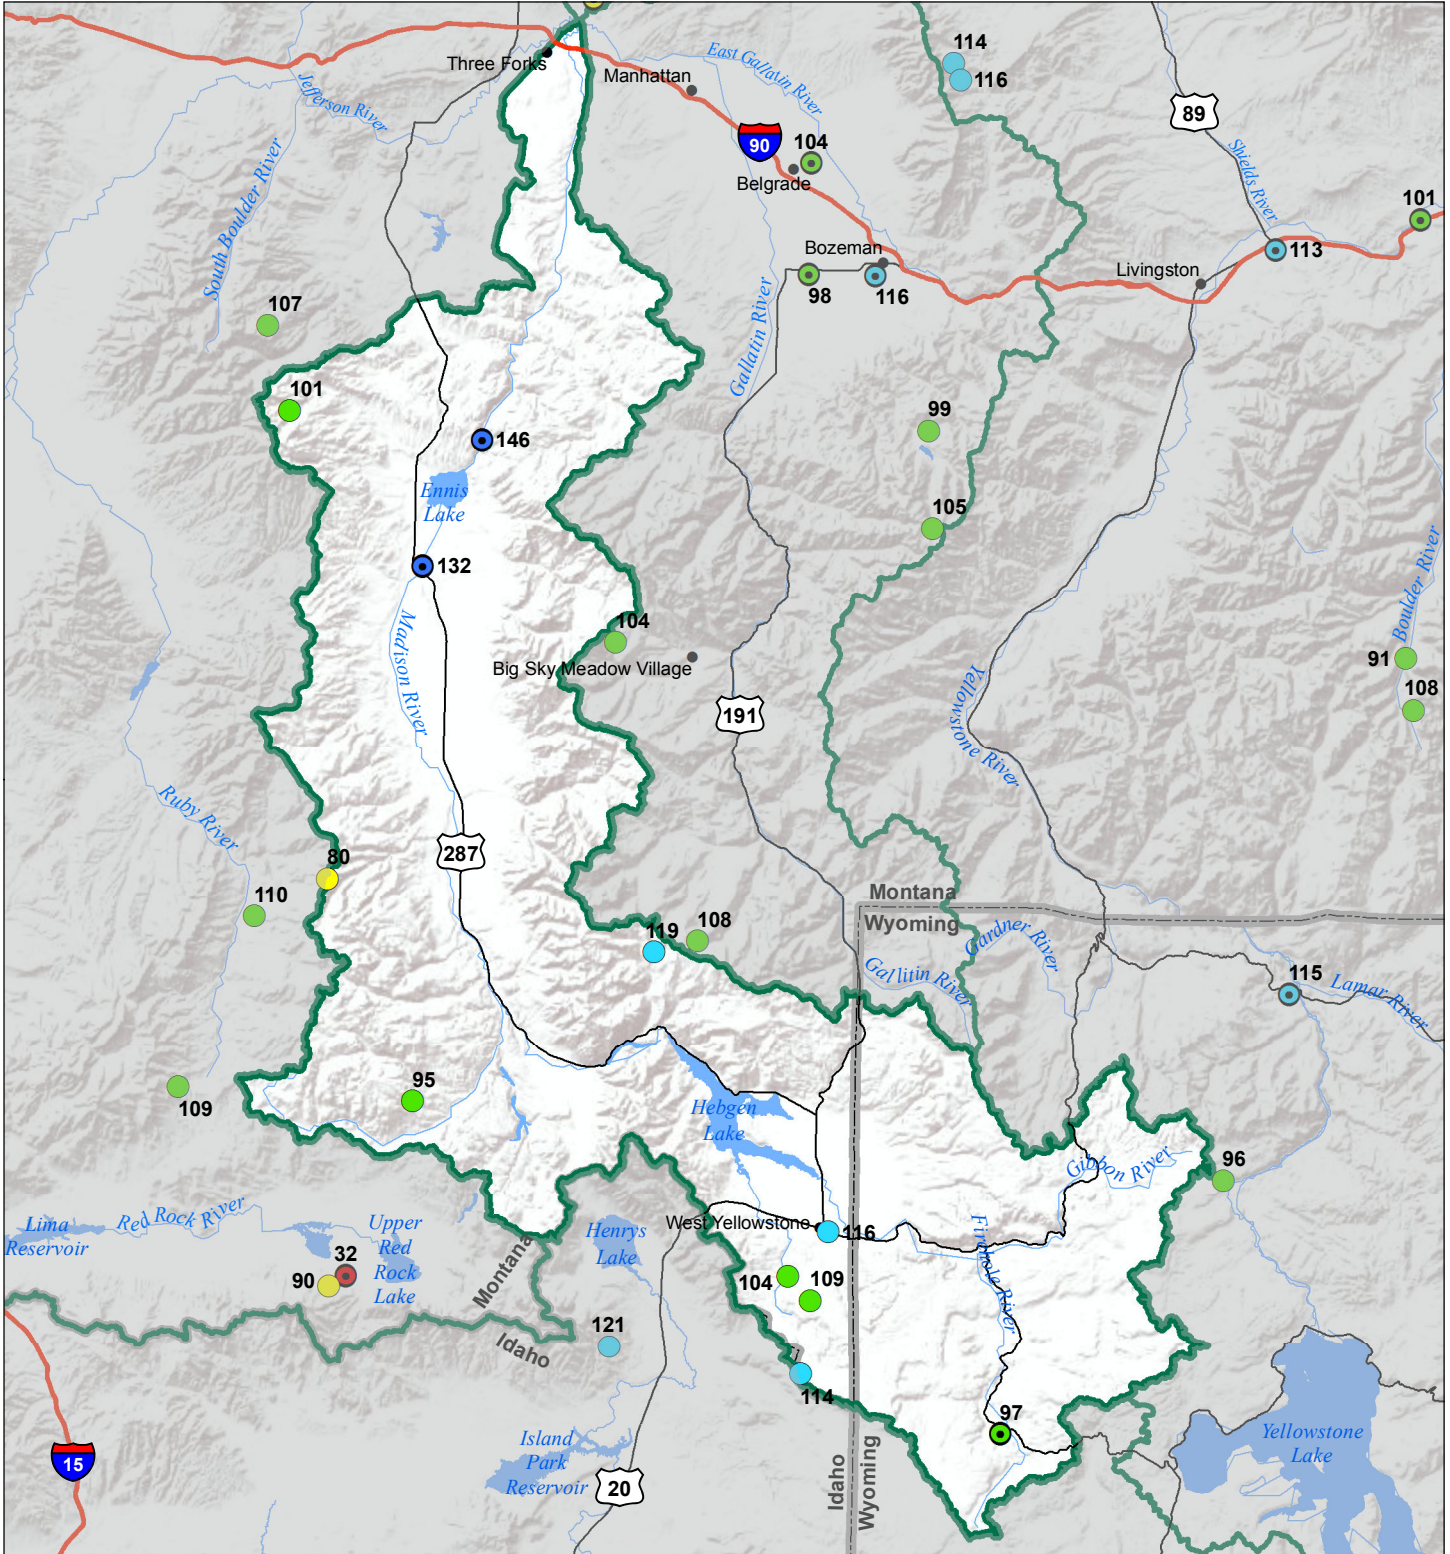 114
Three Forks
Manhattan
East Gallatin
River
116
Jefferson River
89
90
104
Belgrade
Shields River
South Boulder River
101
Bozeman
113
Livingston
98
116
107
Gallatin River
101
99
146
Ennis
Lake
105
132
Boulder River
Madison River
104
Big Sky Meadow Village
91
108
191
Yellowstone River
Ruby River
287
80
110
Montana
Wyoming
119
108
Gardner River
Gallitin River
115
Lamar River
109
95
Hebgen
Lake
Gibbon River
96
Lima
Reservoir
Red Rock River
Upper
Red
Rock
Lake
Henrys
Lake
West Yellowstone
116
Firehole River
32
90
Montana
104
109
121
Idaho
114
97
Island
Park
Reservoir
Yellowstone
Lake
15
20
Idaho
Wyoming